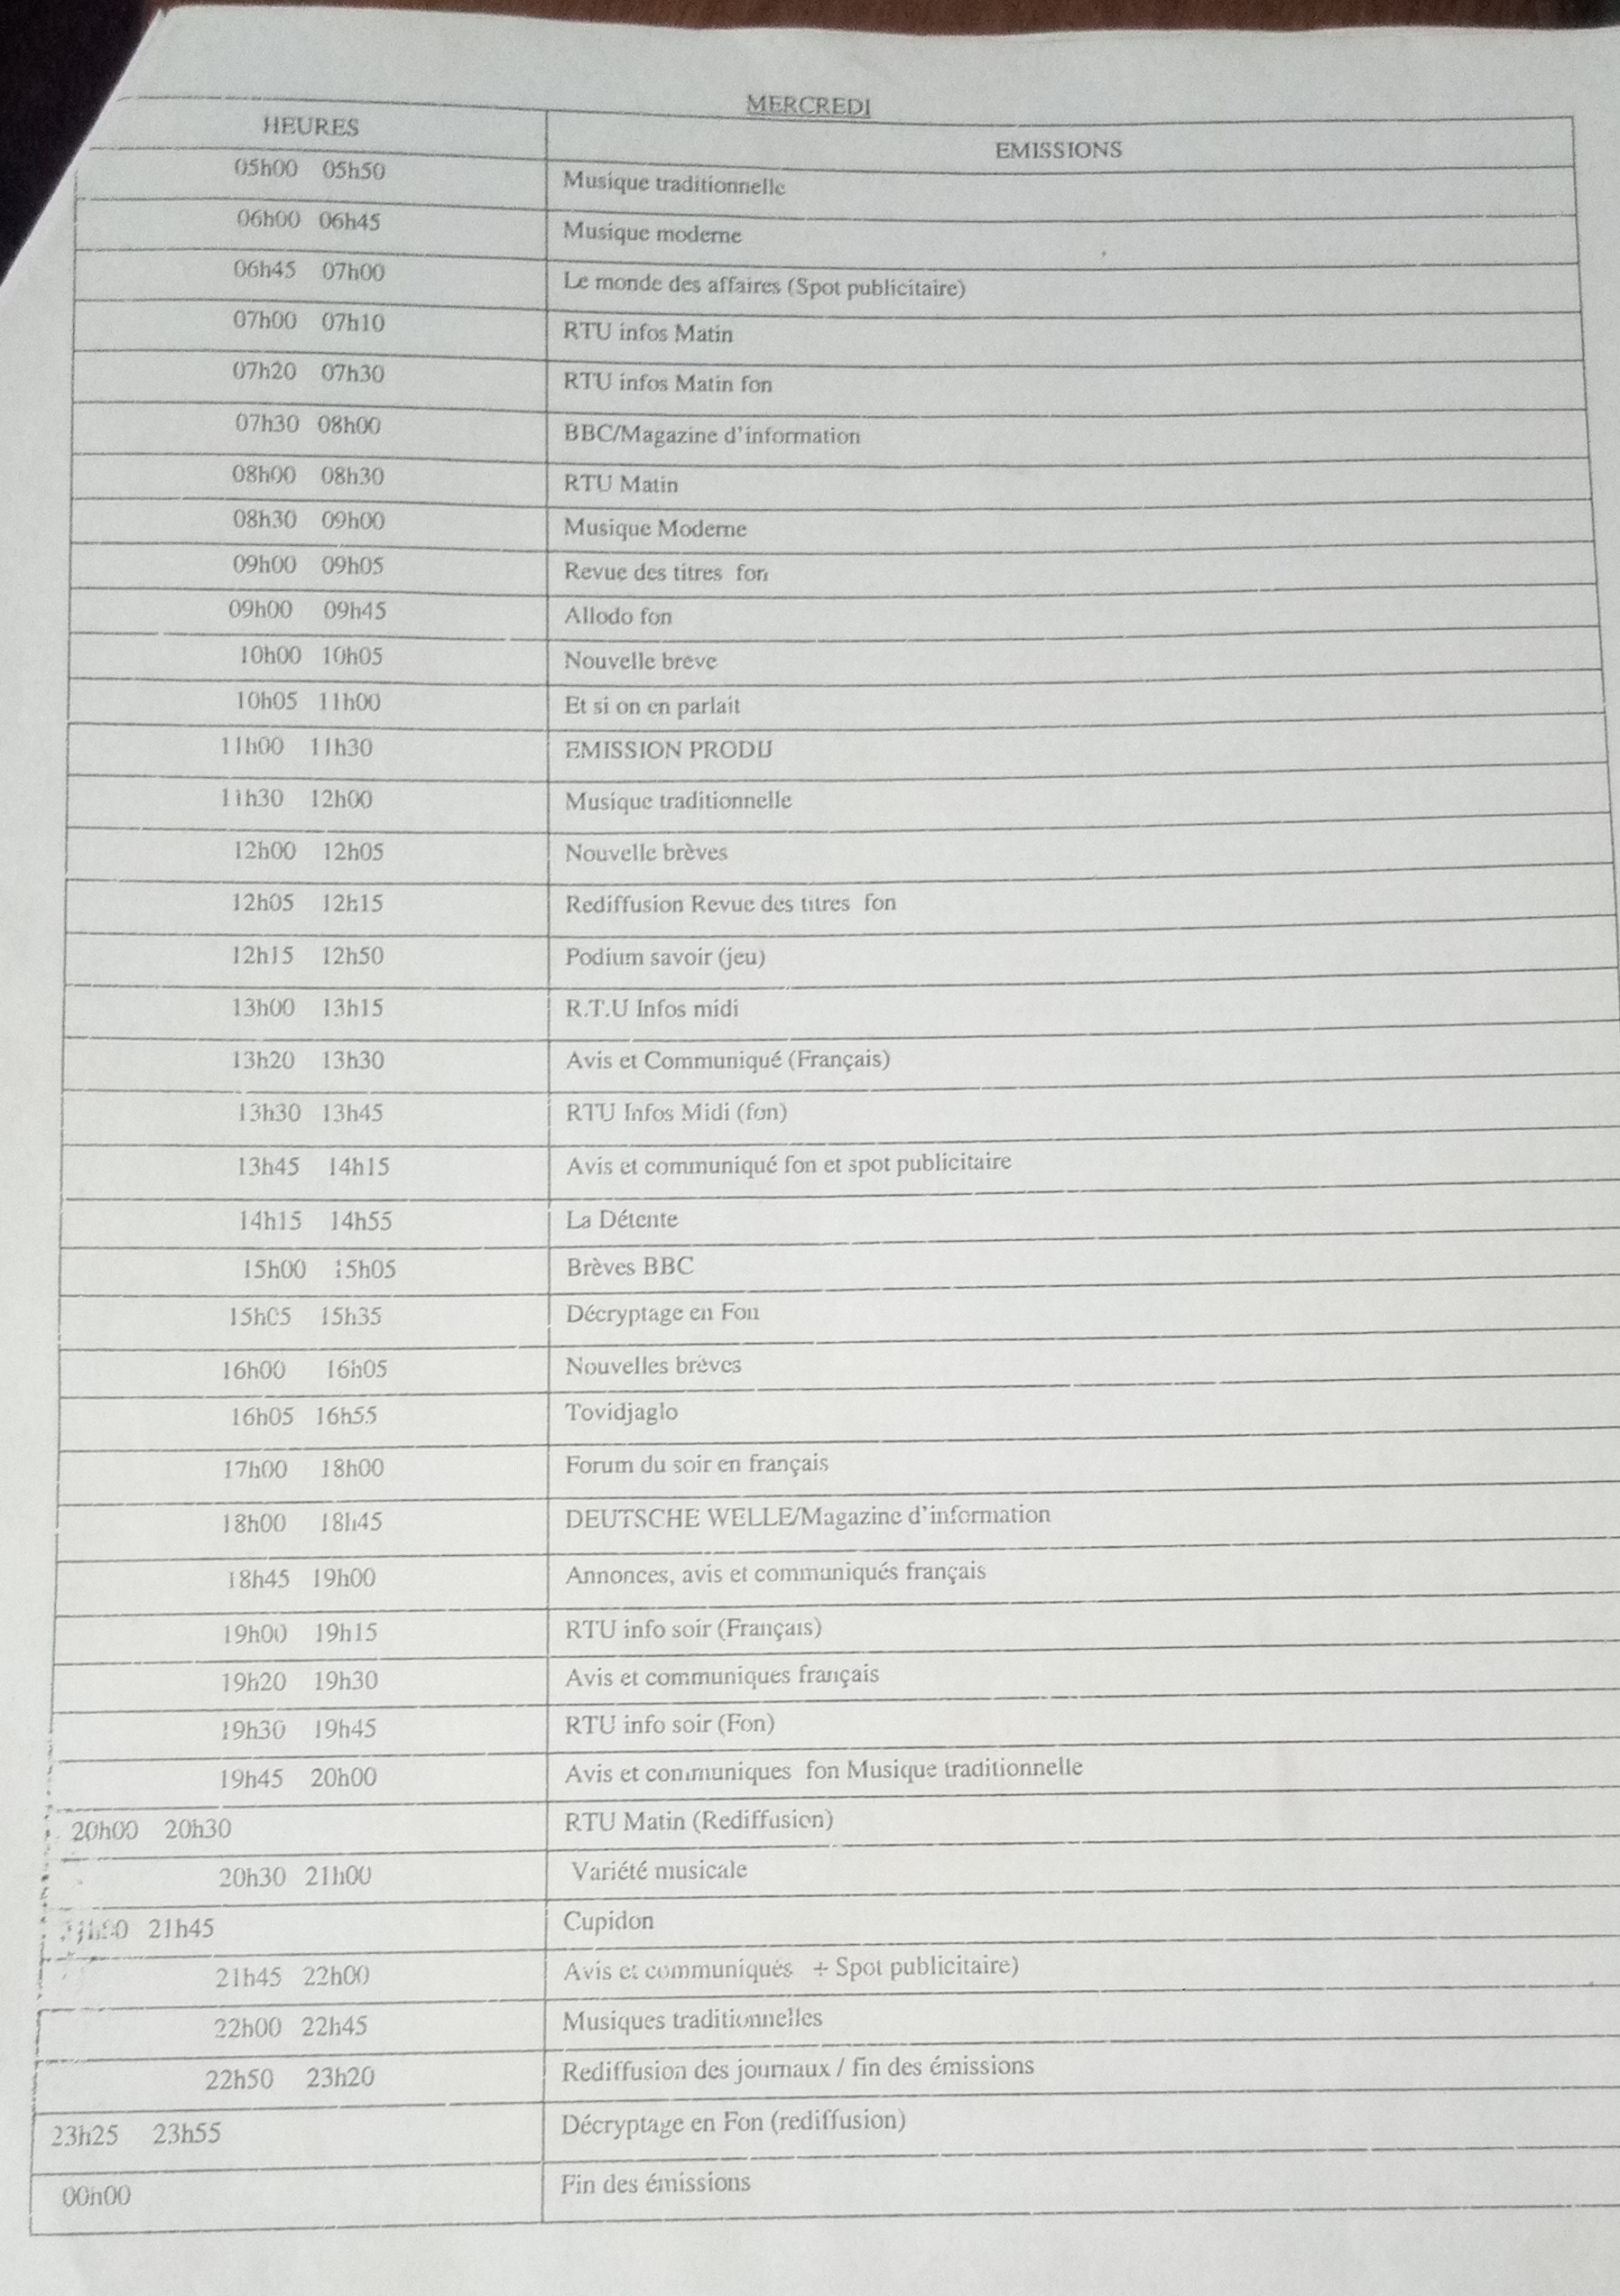 MERCREDI
HEURES EMISSIONS
05h00 05h50 Musique traditionnelle
06h00 06h45 Musique moderne
06h45 07h00 Le monde des affaires (Spot publicitaire)
07h00 07h10 RTU infos Matin
07h20 07h30 RTU infos Matin fon
07h30 08h00 BBC/Magazine d'information
08h00 08h30 RTU Matin
08h30 09h00 Musique Moderne
09h00 09h05 Revue des titres fon
09h00 09h45 Allodo fon
10h00 10h05 Nouvelle brève
10h05 11h00 Et si on en parlait
11h00 11h30 EMISSION PRODIJ
11h30 12h00 Musique traditionnelle
12h00 12h05 Nouvelle brèves
12h05 12h15 Rediffusion Revue des titres fon
12h15 12h50 Podium savoir (jeu)
13h00 13h15 R.T.U Infos midi
13h20 13h30 Avis et Communiqué (Français)
13h30 13h45 RTU Infos Midi (fon)
13h45 14h15 Avis et communiqué fon et spot publicitaire
14h15 14h55 La Détente
15h00 15h05 Brèves BBC
15h05 15h35 Décryptage en Fon
16h00 16h05 Nouvelles brèves
16h05 16h55 Tovidjaglo
17h00 18h00 Forum du soir en français
18h00 18h45 DEUTSCHE WELLE/Magazine d'information
18h45 19h00 Annonces, avis et communiqués français
19h00 19h15 RTU info soir (Français)
19h20 19h30 Avis et communiques français
19h30 19h45 RTU info soir (Fon)
19h45 20h00 Avis et communiques fon Musique traditionnelle
20h00 20h30 RTU Matin (Rediffusion)
20h30 21h00 Variété musicale
21h45 Cupidon
21h45 22h00 Avis et communiqués + Spot publicitaire)
22h00 22h45 Musiques traditionnelles
22h50 23h20 Rediffusion des journaux / fin des émissions
23h25 23h55 Décryptage en Fon (rediffusion)
00h00 Fin des émissions